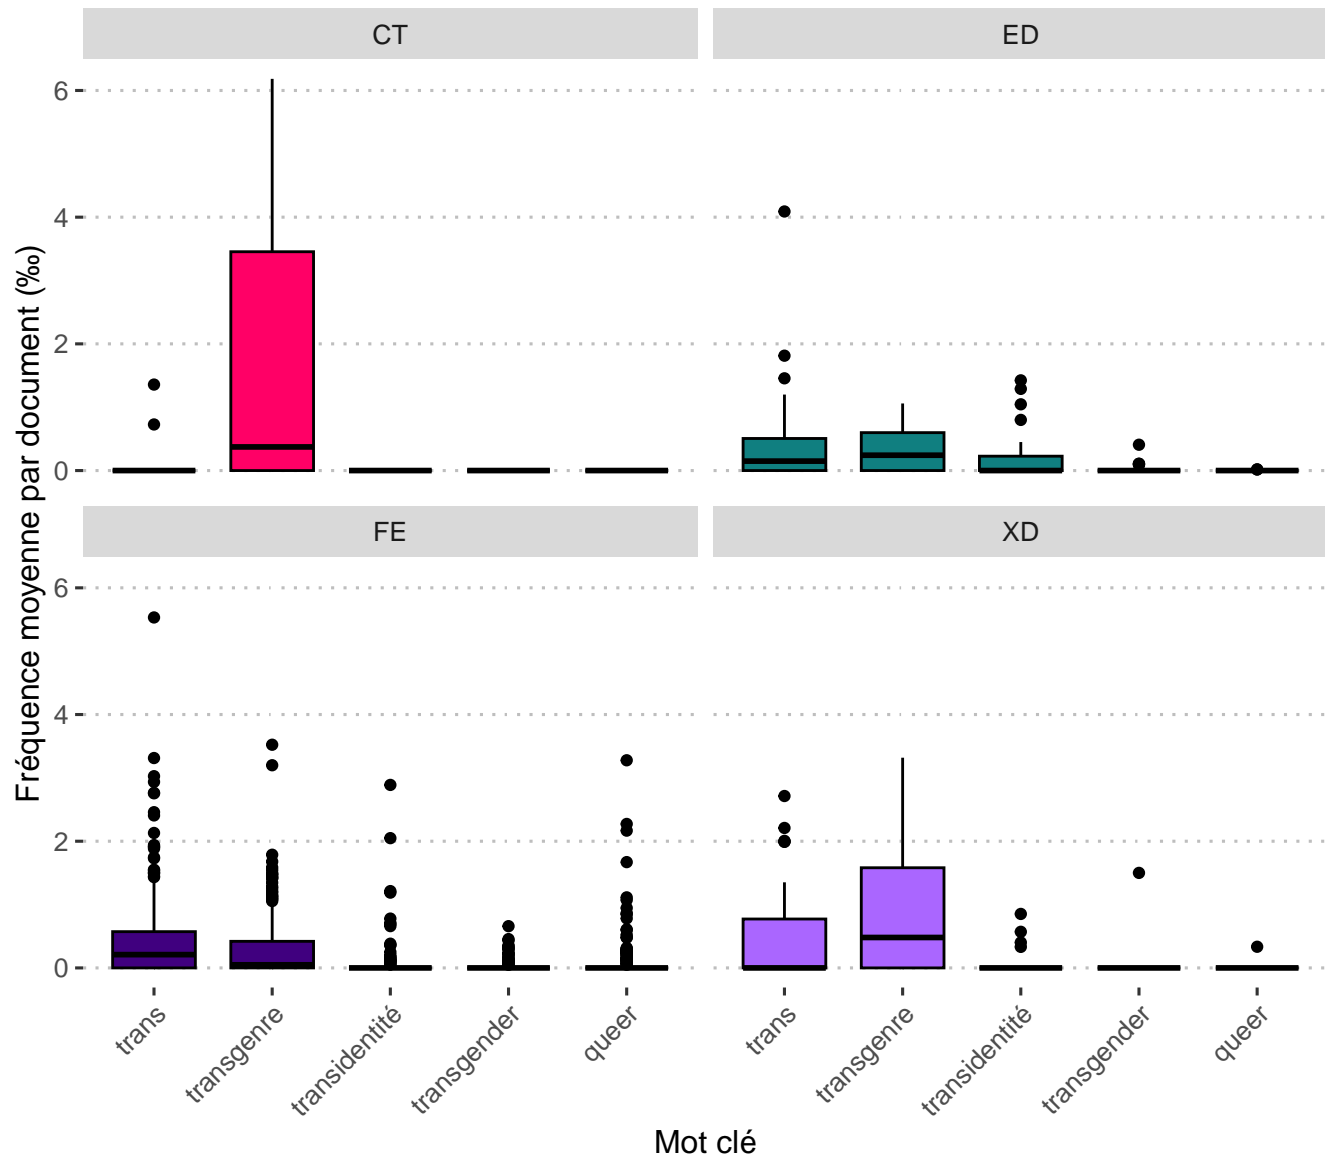 CT
ED
6
4
2
0
FE
XD
6
4
2
0
Fréquence moyenne par document (‰)
trans
transgenre
transidentité
transgender
queer
trans
transgenre
transidentité
transgender
queer
Mot clé